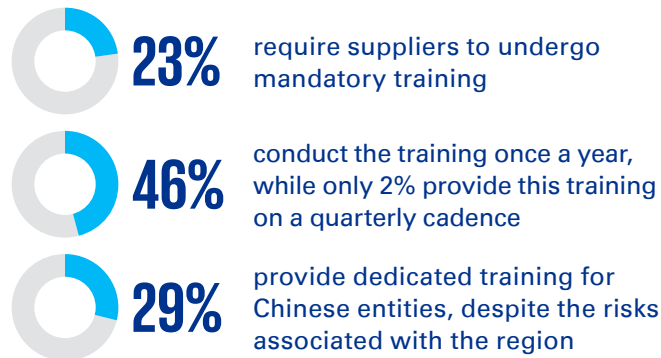 23%
require suppliers to undergo
mandatory training
46%
conduct the training once a year,
while only 2% provide this training
on a quarterly cadence
29%
provide dedicated training for
Chinese entities, despite the risks
associated with the region